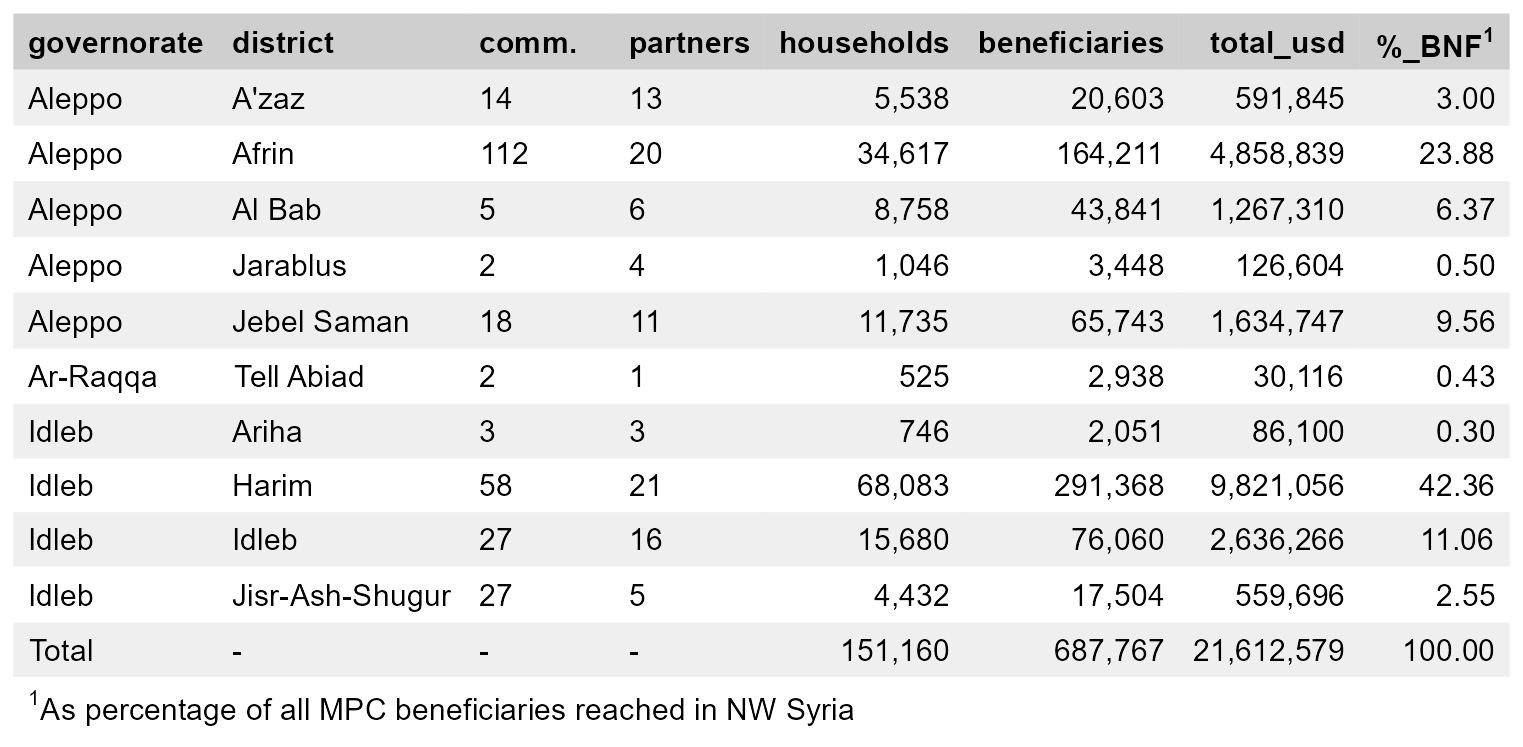 governorate district comm. partners households beneficiaries total_usd %_BNF¹
Aleppo A'zaz 14 13 5,538 20,603 591,845 3.00
Aleppo Afrin 112 20 34,617 164,211 4,858,839 23.88
Aleppo Al Bab 5 6 8,758 43,841 1,267,310 6.37
Aleppo Jarablus 2 4 1,046 3,448 126,604 0.50
Aleppo Jebel Saman 18 11 11,735 65,743 1,634,747 9.56
Ar-Raqqa Tell Abiad 2 1 525 2,938 30,116 0.43
Idleb Ariha 3 3 746 2,051 86,100 0.30
Idleb Harim 58 21 68,083 291,368 9,821,056 42.36
Idleb Idleb 27 16 15,680 76,060 2,636,266 11.06
Idleb Jisr-Ash-Shugur 27 5 4,432 17,504 559,696 2.55
Total - - - 151,160 687,767 21,612,579 100.00
¹As percentage of all MPC beneficiaries reached in NW Syria